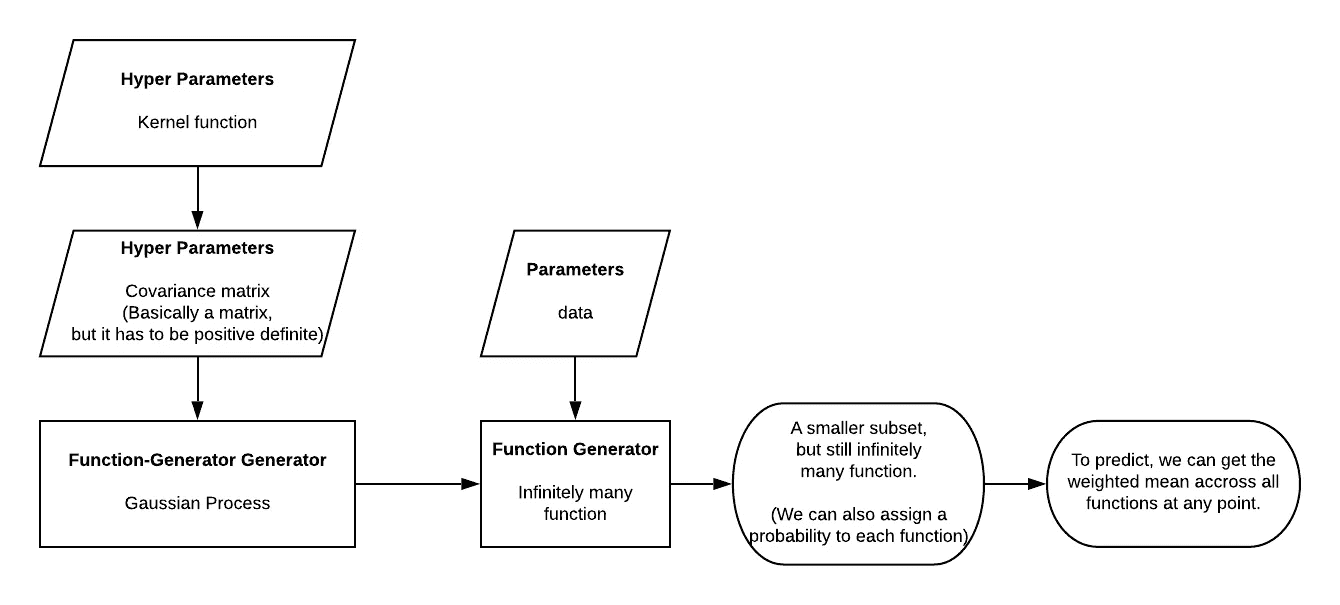 Hyper Parameters
Kernel function
Hyper Parameters
Covariance matrix
(Basically a matrix,
but it has to be positive definite)
Parameters
data
Function-Generator Generator
Gaussian Process
Function Generator
Infinitely many
function
A smaller subset,
but still infinitely
many function.
(We can also assign a
probability to each function)
To predict, we can get the
weighted mean accross all
functions at any point.